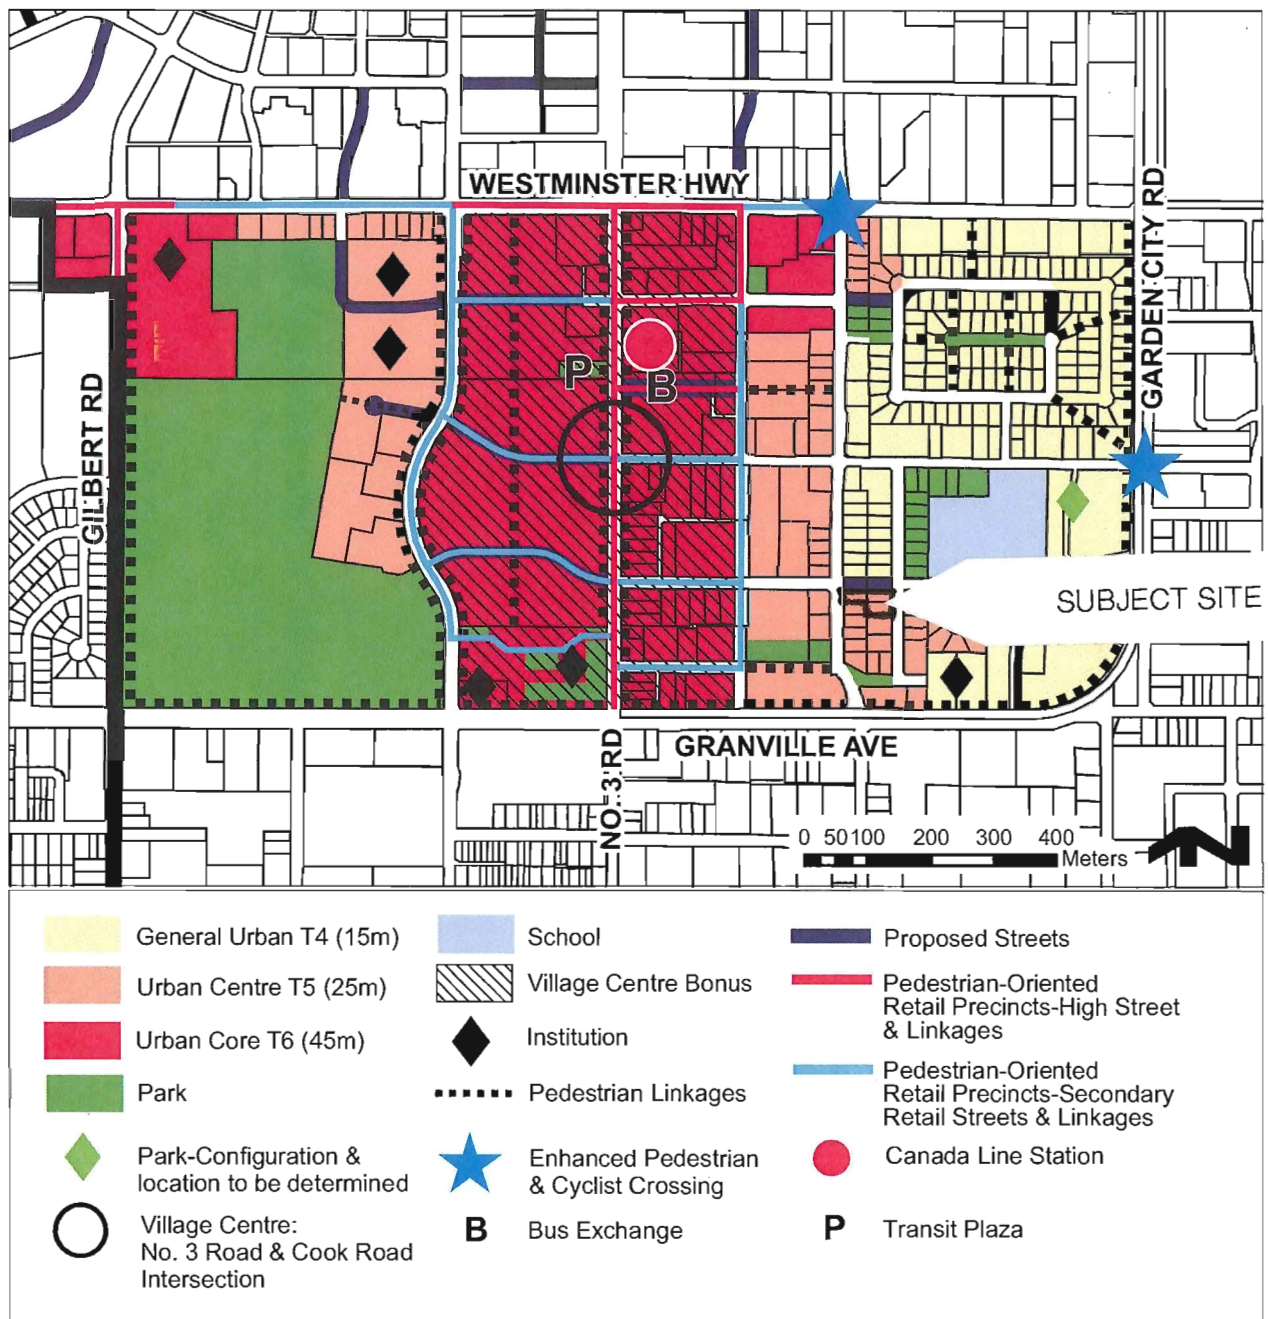 WESTMINSTER HWY
GARDEN CITY RD
GILBERT RD
P
B
SUBJECT SITE
NO. 3 RD
GRANVILLE AVE
0 50 100 200 300 400
Meters
N
General Urban T4 (15m)
Urban Centre T5 (25m)
Urban Core T6 (45m)
Park
Park-Configuration &
location to be determined
Village Centre:
No. 3 Road & Cook Road
Intersection
School
Village Centre Bonus
Institution
Pedestrian Linkages
Enhanced Pedestrian
& Cyclist Crossing
B Bus Exchange
Proposed Streets
Pedestrian-Oriented
Retail Precincts-High Street
& Linkages
Pedestrian-Oriented
Retail Precincts-Secondary
Retail Streets & Linkages
Canada Line Station
P Transit Plaza